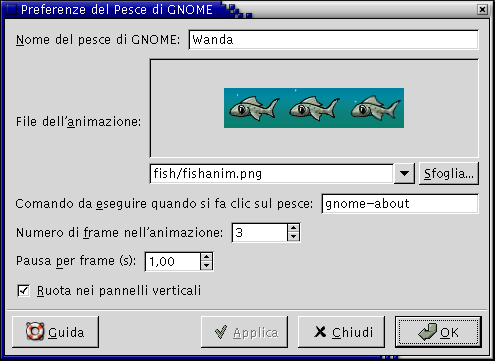 Preferenze del Pesce di GNOME
Nome del pesce di GNOME: Wanda
File dell'animazione:
fish/fishanim.png Sfoglia...
Comando da eseguire quando si fa clic sul pesce: gnome-about
Numero di frame nell'animazione: 3
Pausa per frame (s): 1,00
Ruota nei pannelli verticali
Guida Applica Chiudi OK